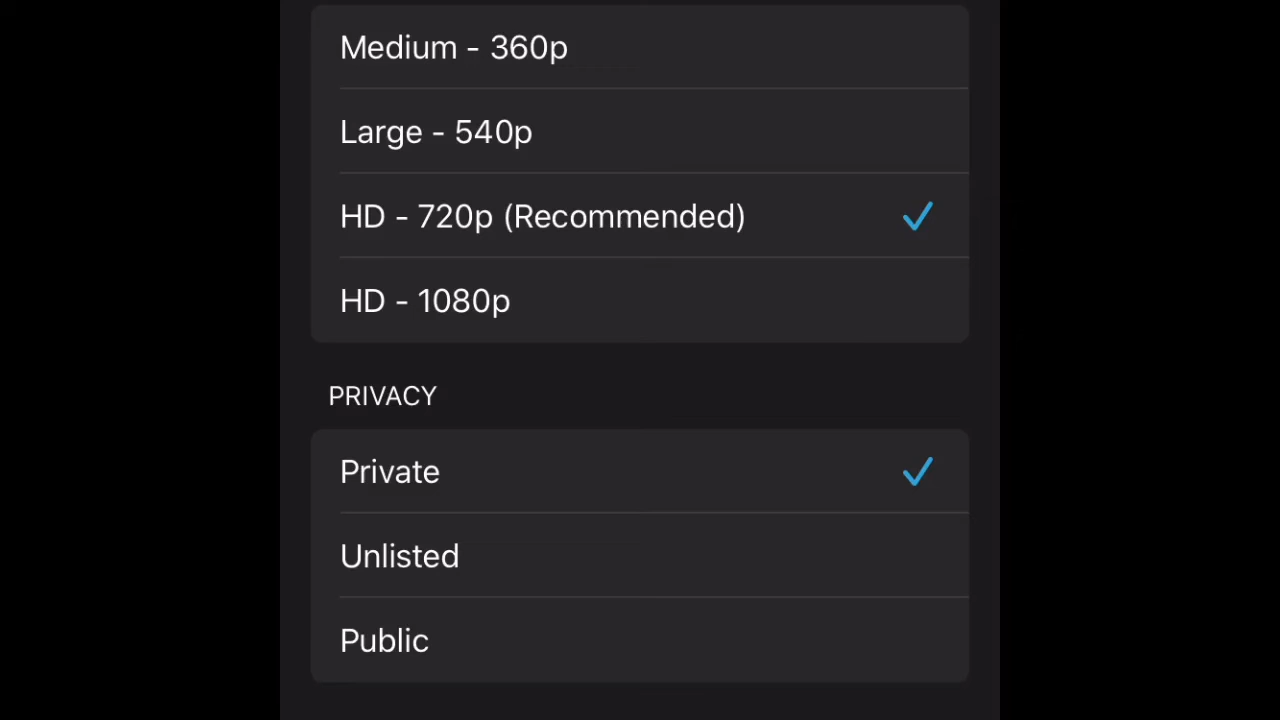 Medium - 360p
Large - 540p
HD - 720p (Recommended)
HD - 1080p
PRIVACY
Private
Unlisted
Public